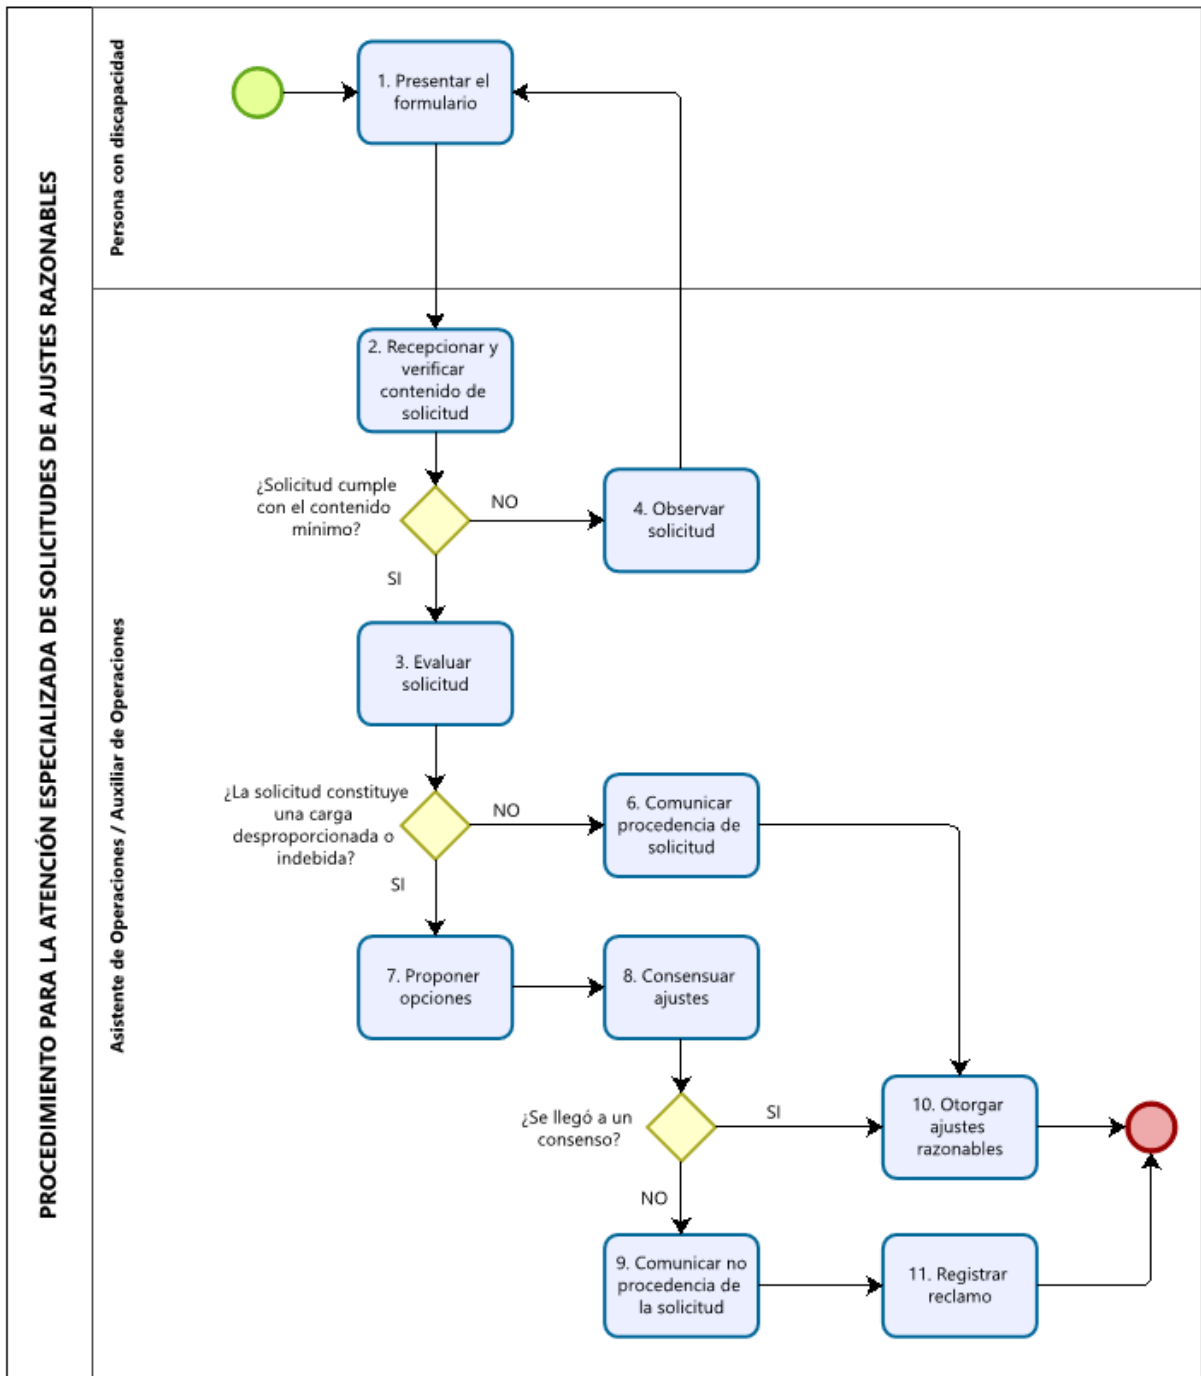 PROCEDIMIENTO PARA LA ATENCIÓN ESPECIALIZADA DE SOLICITUDES DE AJUSTES RAZONABLES
Persona con discapacidad
1. Presentar el
formulario
Asistente de Operaciones / Auxiliar de Operaciones
2. Recepcionar y
verificar
contenido de
solicitud
¿Solicitud cumple
con el contenido
mínimo?
NO
4. Observar
solicitud
SI
3. Evaluar
solicitud
¿La solicitud constituye
una carga
desproporcionada o
indebida?
NO
6. Comunicar
procedencia de
solicitud
SI
7. Proponer
opciones
8. Consensuar
ajustes
¿Se llegó a un
consenso?
SI
10. Otorgar
ajustes
razonables
NO
9. Comunicar no
procedencia de
la solicitud
11. Registrar
reclamo